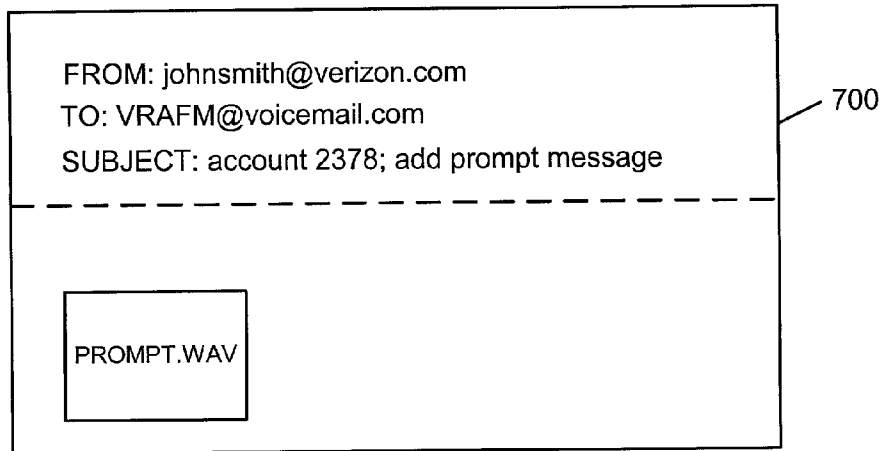 FROM: johnsmith@verizon.com
TO: VRAFM@voicemail.com
SUBJECT: account 2378; add prompt message
700
PROMPT.WAV